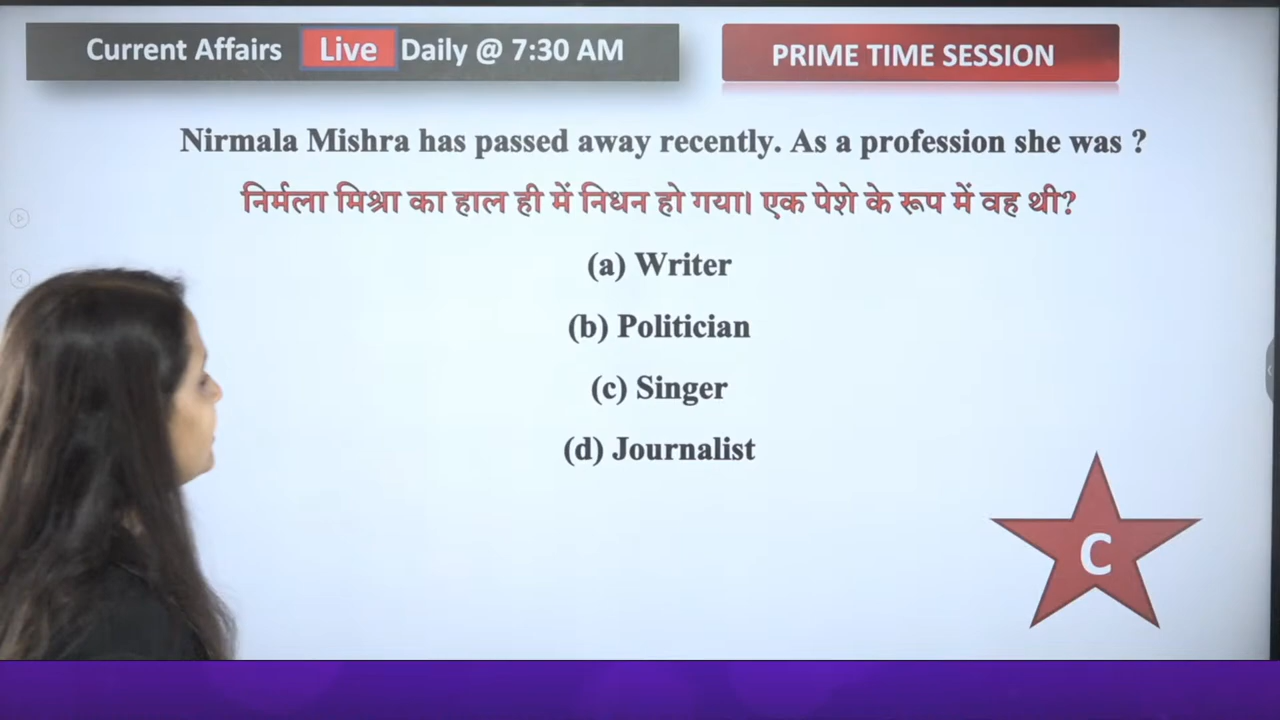 Current Affairs Live Daily @ 7:30 AM
PRIME TIME SESSION
Nirmala Mishra has passed away recently. As a profession she was ?
निर्मला मिश्रा का हाल ही में निधन हो गया। एक पेशे के रूप में वह थी?
(a) Writer
(b) Politician
(c) Singer
(d) Journalist
C